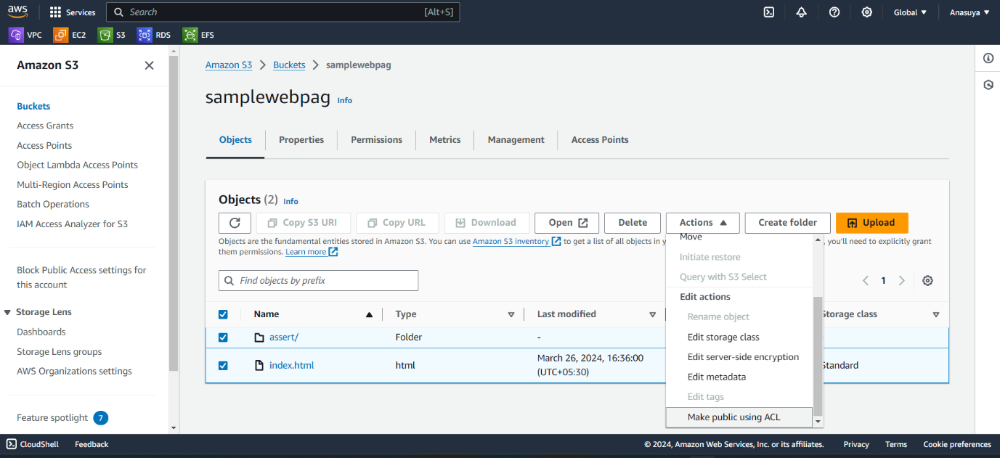 aws
Services
Search
[Alt+S]
Global
Anasuya
VPC
EC2
S3
RDS
EFS
Amazon S3
Buckets
Access Grants
Access Points
Object Lambda Access Points
Multi-Region Access Points
Batch Operations
IAM Access Analyzer for S3
Block Public Access settings for
this account
Storage Lens
Dashboards
Storage Lens groups
AWS Organizations settings
Feature spotlight 7
Amazon S3 > Buckets > samplewebpag
samplewebpag Info
Objects
Properties
Permissions
Metrics
Management
Access Points
Objects (2) Info
Copy S3 URI
Copy URL
Download
Open
Delete
Actions
Create folder
Upload
Objects are the fundamental entities stored in Amazon S3. You can use Amazon S3 inventory to get a list of all objects in y , you'll need to explicitly grant
them permissions. Learn more
Find objects by prefix
1
Name
Type
Last modified
Storage class
assert/
Folder
-
index.html
html
March 26, 2024, 16:36:00
(UTC+05:30)
Standard
Move
Initiate restore
Query with S3 Select
Edit actions
Rename object
Edit storage class
Edit server-side encryption
Edit metadata
Edit tags
Make public using ACL
CloudShell
Feedback
© 2024, Amazon Web Services, Inc. or its affiliates.
Privacy
Terms
Cookie preferences